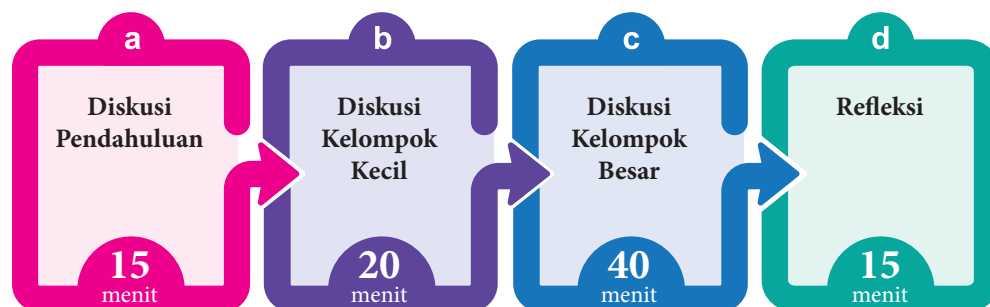 a
Diskusi
Pendahuluan
15
menit
b
Diskusi
Kelompok
Kecil
20
menit
c
Diskusi
Kelompok
Besar
40
menit
d
Refleksi
15
menit